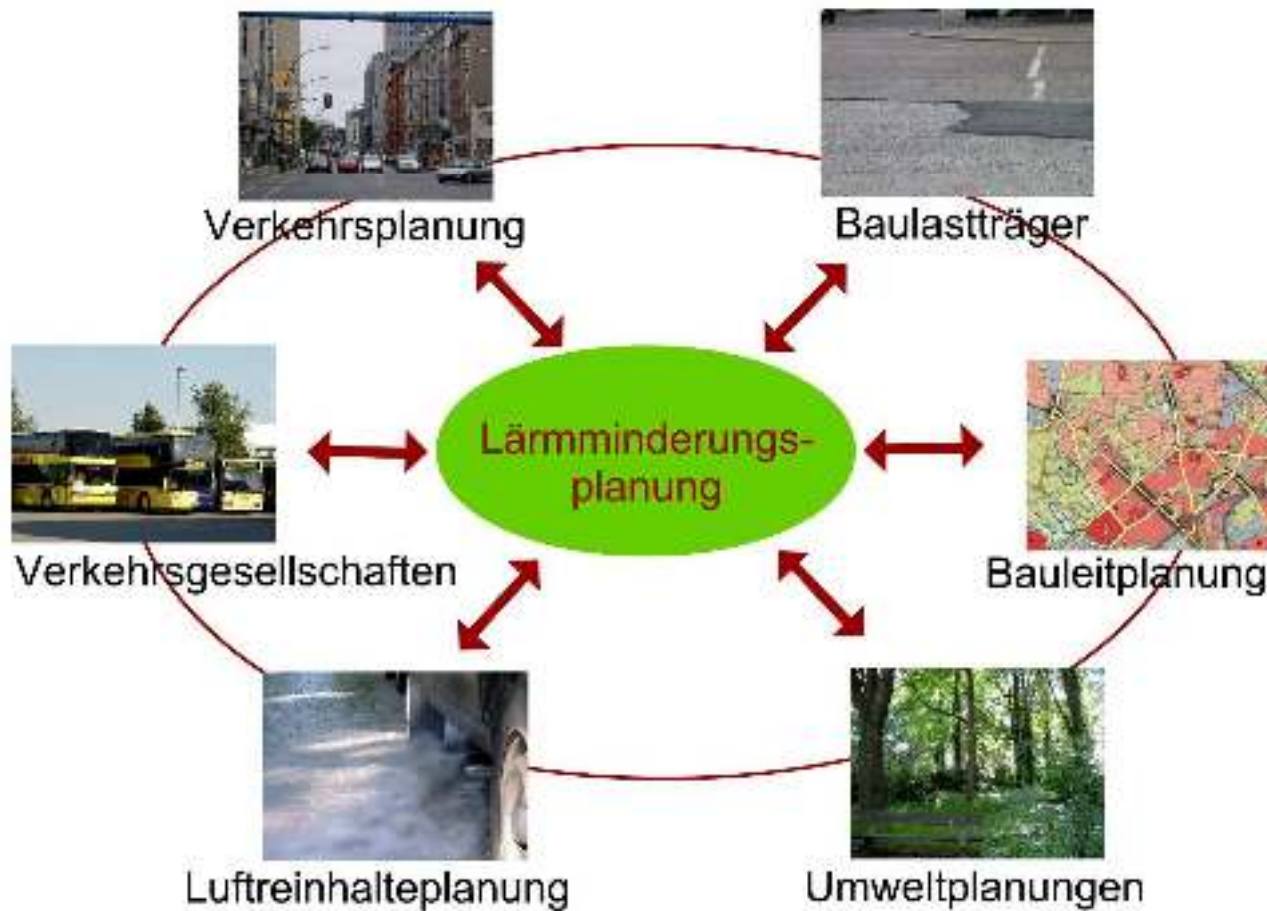 Verkehrsplanung
Baulastträger
Lärmminderungs-
planung
Verkehrsgesellschaften
Bauleitplanung
Luftreinhalteplanung
Umweltplanungen